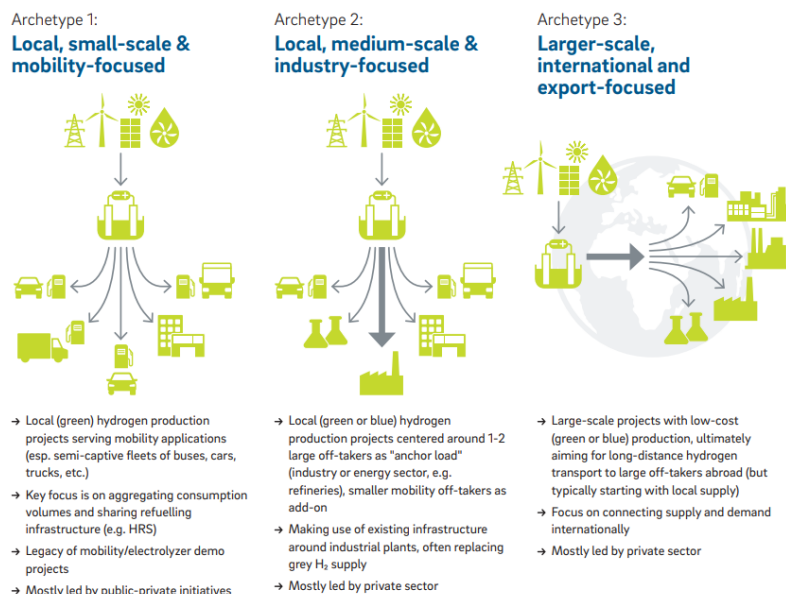 Archetype 1:
Local, small-scale &
mobility-focused
→ Local (green) hydrogen production
projects serving mobility applications
(esp. semi-captive fleets of buses, cars,
trucks, etc.)
→ Key focus is on aggregating consumption
volumes and sharing refuelling
infrastructure (e.g. HRS)
→ Legacy of mobility/electrolyzer demo
projects
→ Mostly led by public-private initiatives
Archetype 2:
Local, medium-scale &
industry-focused
→ Local (green or blue) hydrogen
production projects centered around 1-2
large off-takers as "anchor load"
(industry or energy sector, e.g.
refineries), smaller mobility off-takers as
add-on
→ Making use of existing infrastructure
around industrial plants, often replacing
grey H₂ supply
→ Mostly led by private sector
Archetype 3:
Larger-scale,
international and
export-focused
→ Large-scale projects with low-cost
(green or blue) production, ultimately
aiming for long-distance hydrogen
transport to large off-takers abroad (but
typically starting with local supply)
→ Focus on connecting supply and demand
internationally
→ Mostly led by private sector